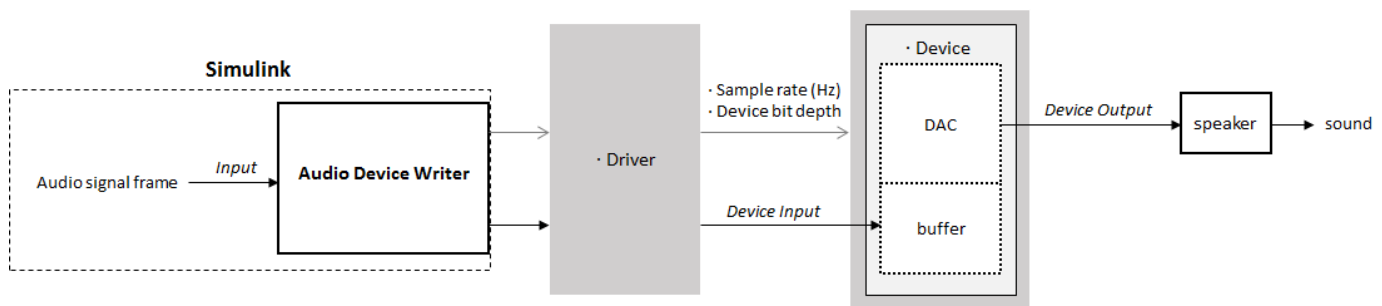 Simulink
Audio signal frame
Input
Audio Device Writer
· Driver
· Sample rate (Hz)
· Device bit depth
Device Input
· Device
DAC
buffer
Device Output
speaker
sound